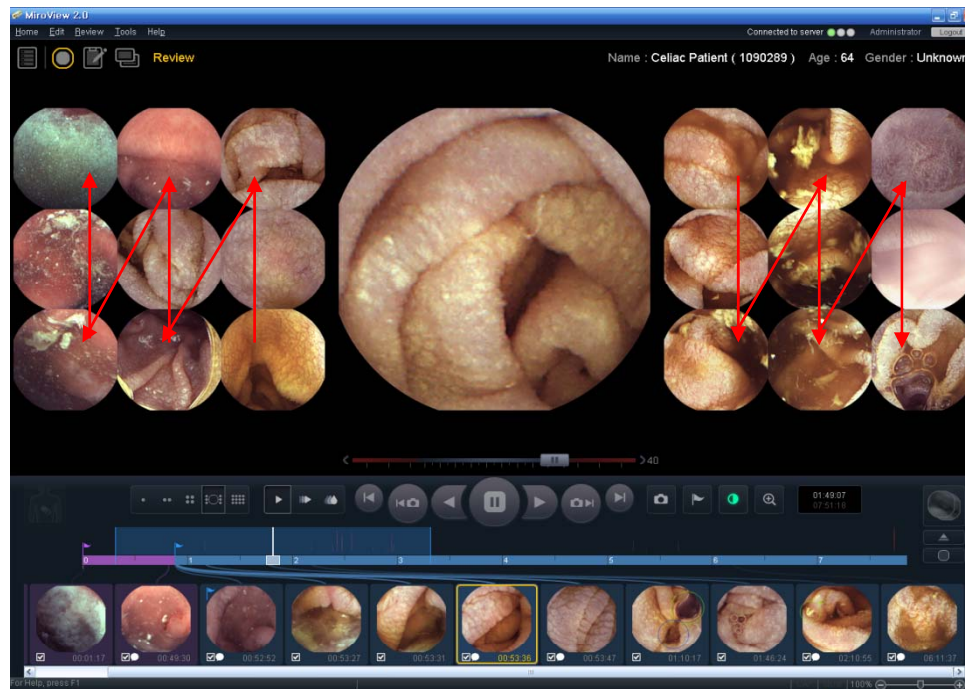 MiroView 2.0
Home Edit Review Tools Help
Connected to server
Administrator
Logout
Review
Name : Celiac Patient ( 1090289 ) Age : 64 Gender : Unknown
40
01:49:07
07:51:18
0 1 2 3 4 5 6 7
00:01:17 00:49:30 00:52:52 00:53:27 00:53:31 00:53:36 00:53:47 01:10:17 01:46:24 02:10:55 06:11:37
For Help, press F1
100%